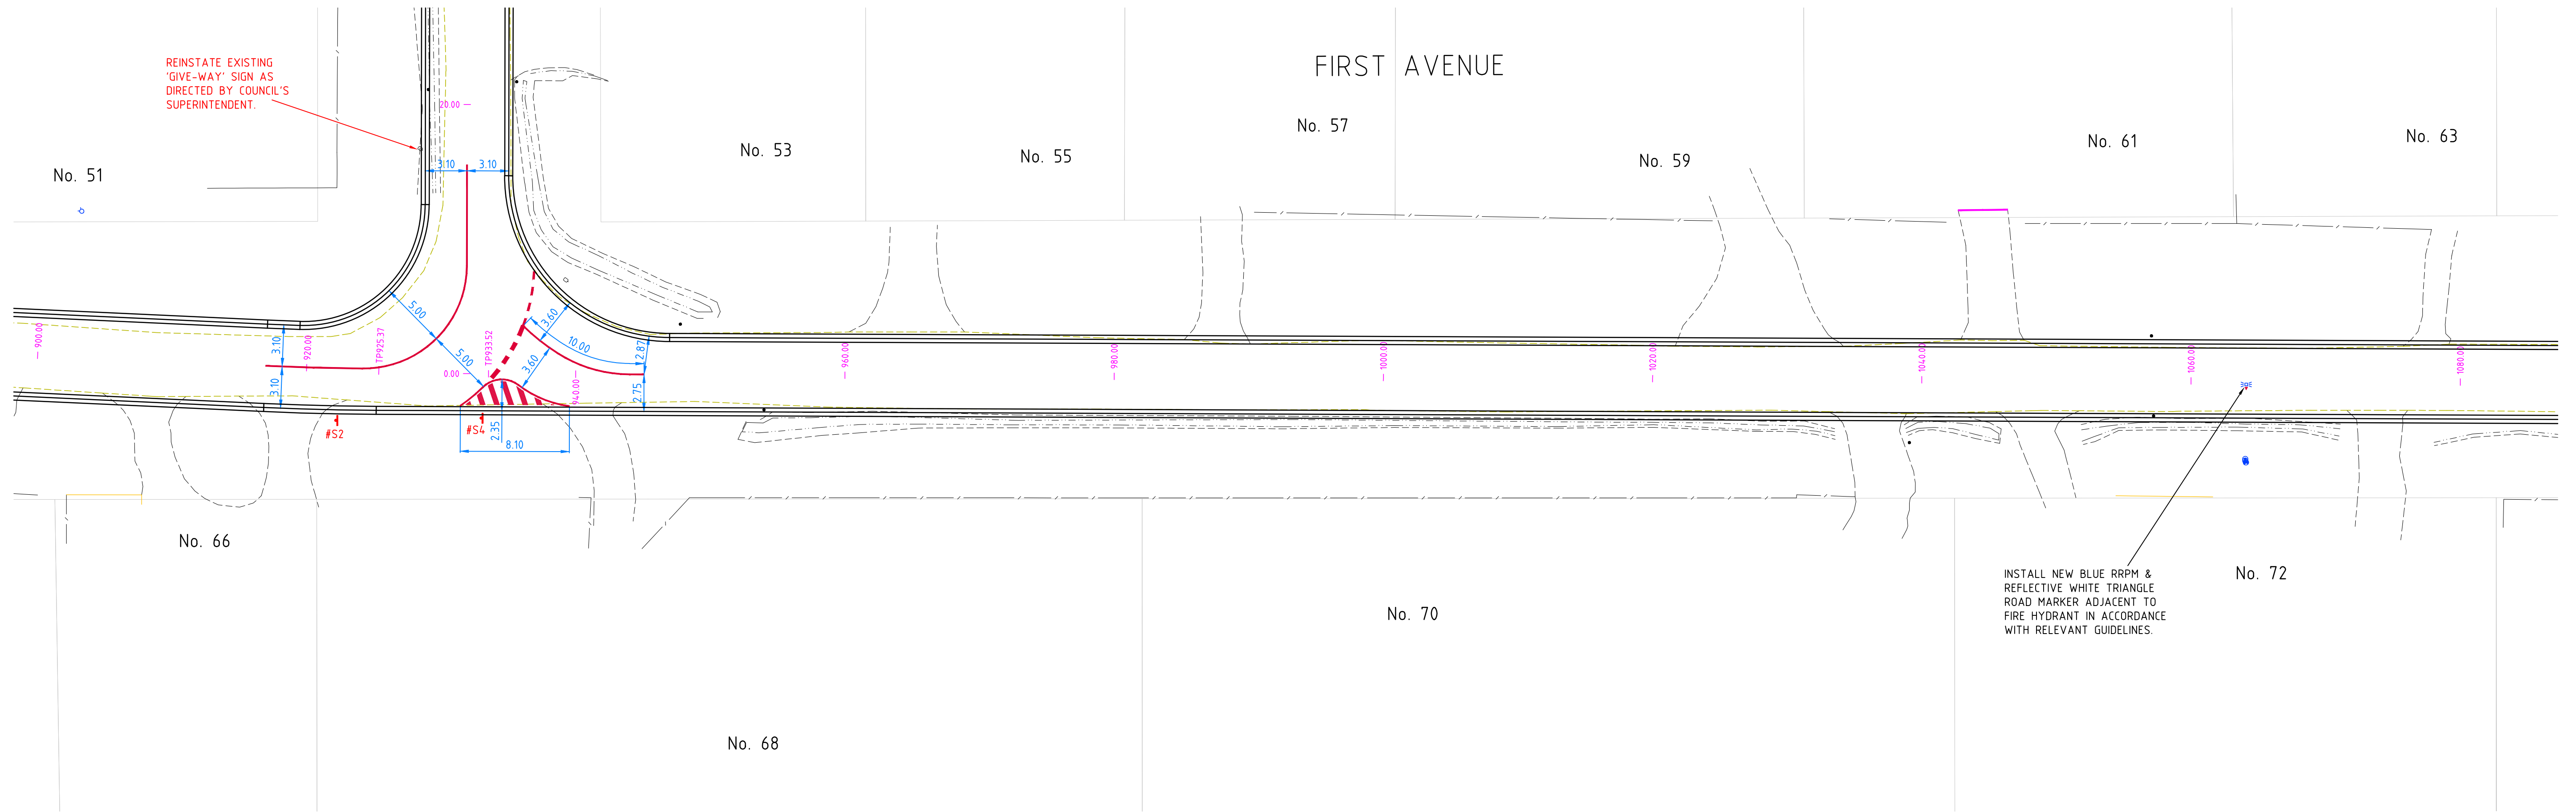 FIRST AVENUE
REINSTATE EXISTING
'GIVE-WAY' SIGN AS
DIRECTED BY COUNCIL'S
SUPERINTENDENT.
20.00
No. 51
No. 53
No. 55
No. 57
No. 59
No. 61
No. 63
3.10
3.10
5.00
5.00
3.60
3.60
10.00
2.87
2.75
3.10
3.10
900.00
920.00
TP925.37
0.00
TP933.52
940.00
960.00
980.00
1000.00
1020.00
1040.00
1060.00
1080.00
#S2
#S4
2.35
8.10
No. 66
No. 68
No. 70
No. 72
INSTALL NEW BLUE RRPM &
REFLECTIVE WHITE TRIANGLE
ROAD MARKER ADJACENT TO
FIRE HYDRANT IN ACCORDANCE
WITH RELEVANT GUIDELINES.